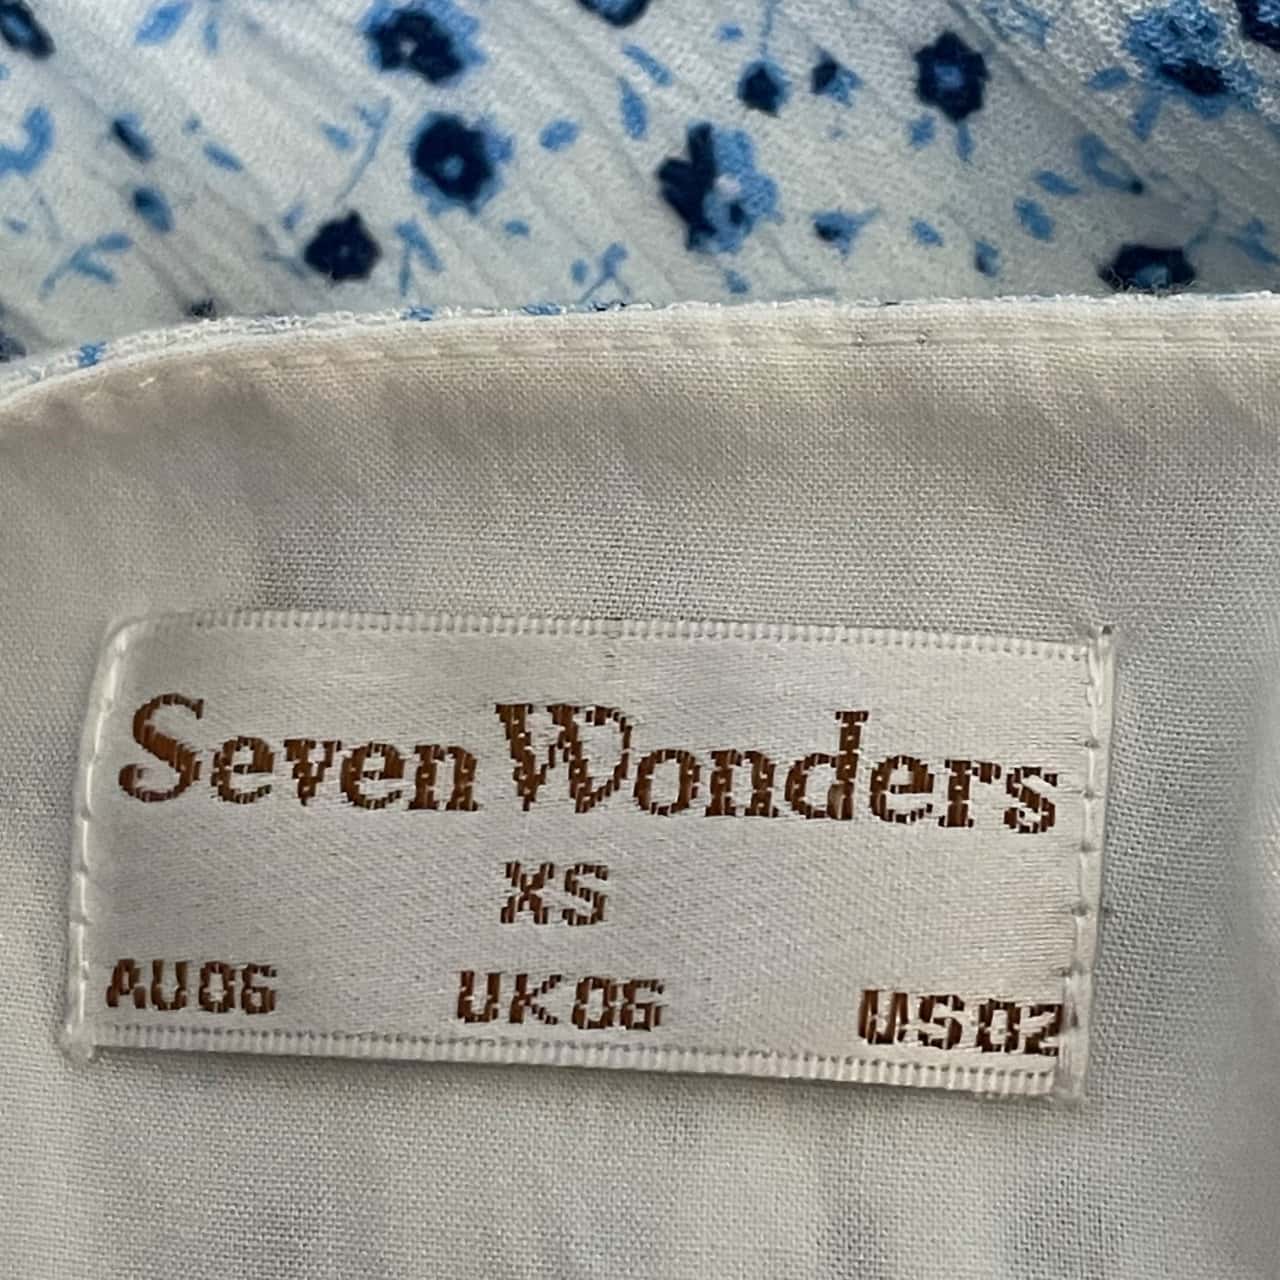 Seven Wonders
XS
AU06 UK06 US02